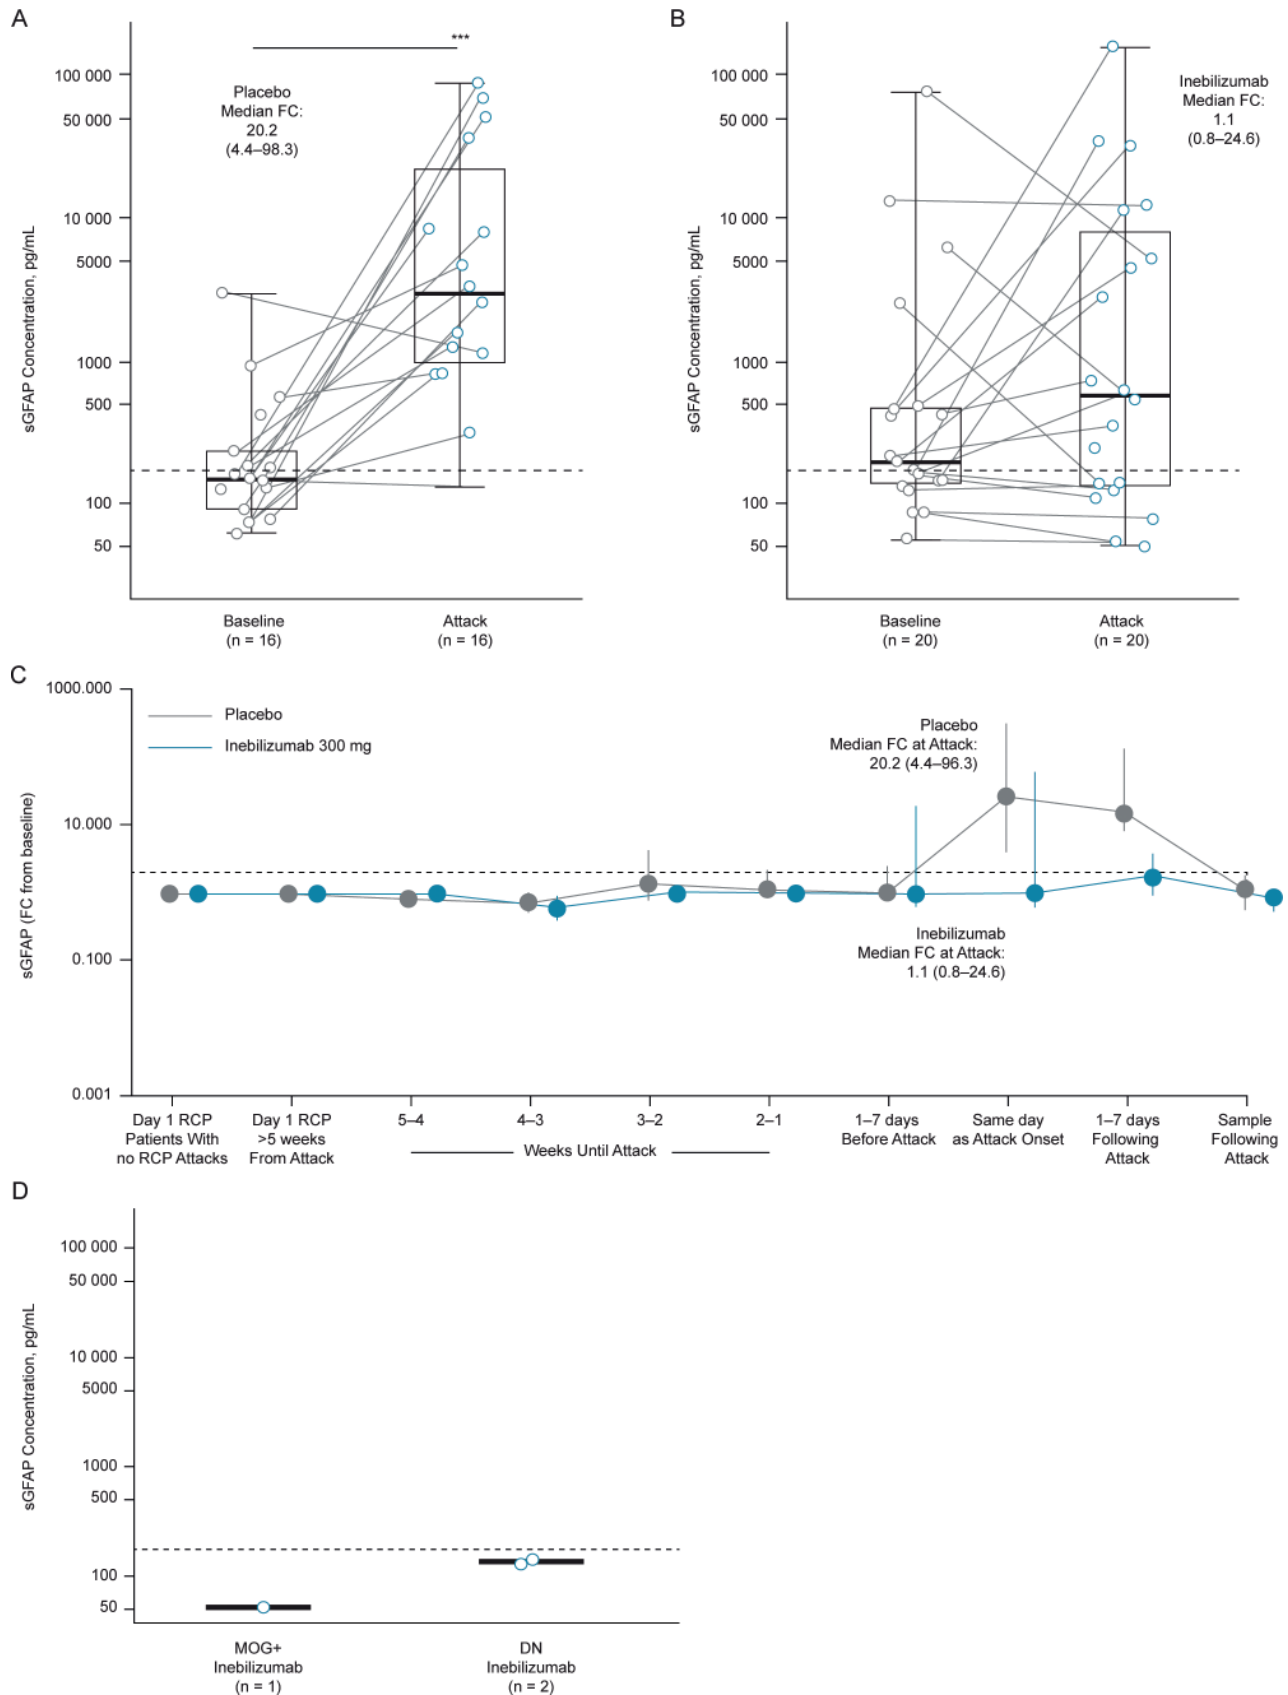 A
***
100 000
50 000
10 000
5000
1000
500
100
50
sGFAP Concentration, pg/mL
Placebo
Median FC:
20.2
(4.4–98.3)
Baseline
(n = 16)
Attack
(n = 16)
B
100 000
50 000
10 000
5000
1000
500
100
50
sGFAP Concentration, pg/mL
Inebilizumab
Median FC:
1.1
(0.8–24.6)
Baseline
(n = 20)
Attack
(n = 20)
C
1000.000
10.000
0.100
0.001
sGFAP (FC from baseline)
Placebo
Inebilizumab 300 mg
Placebo
Median FC at Attack:
20.2 (4.4–96.3)
Inebilizumab
Median FC at Attack:
1.1 (0.8–24.6)
Day 1 RCP
Patients With
no RCP Attacks
Day 1 RCP
>5 weeks
From Attack
5–4
4–3
3–2
2–1
Weeks Until Attack
1–7 days
Before Attack
Same day
as Attack Onset
1–7 days
Following
Attack
Sample
Following
Attack
D
100 000
50 000
10 000
5000
1000
500
100
50
sGFAP Concentration, pg/mL
MOG+
Inebilizumab
(n = 1)
DN
Inebilizumab
(n = 2)